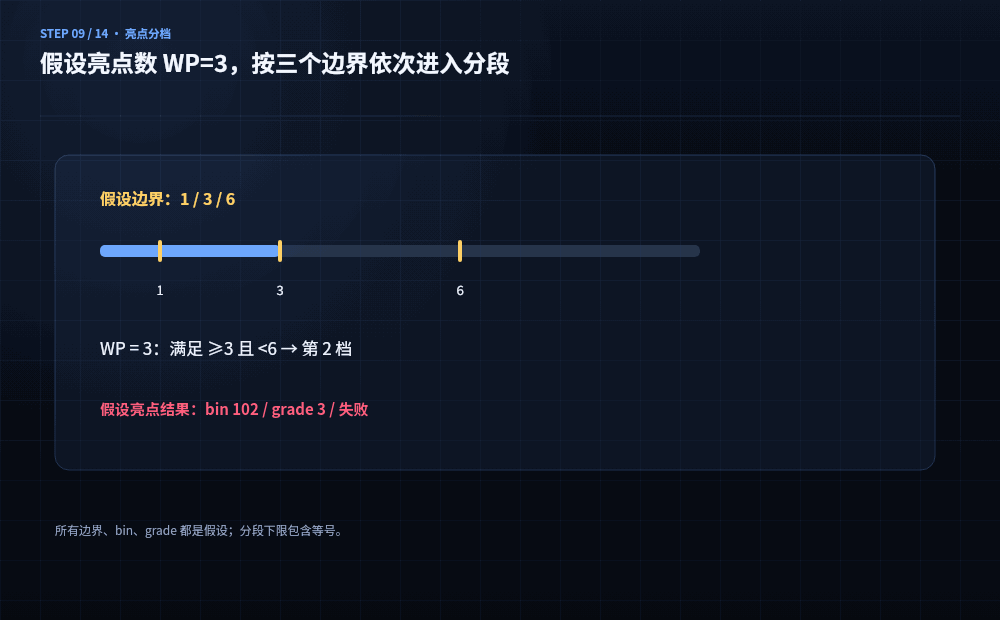 STEP 09 / 14 · 亮点分档
假设亮点数 WP=3，按三个边界依次进入分段
假设边界：1 / 3 / 6
1 3 6
WP = 3：满足 ≥3 且 <6 → 第 2 档
假设亮点结果：bin 102 / grade 3 / 失败
所有边界、bin、grade 都是假设；分段下限包含等号。